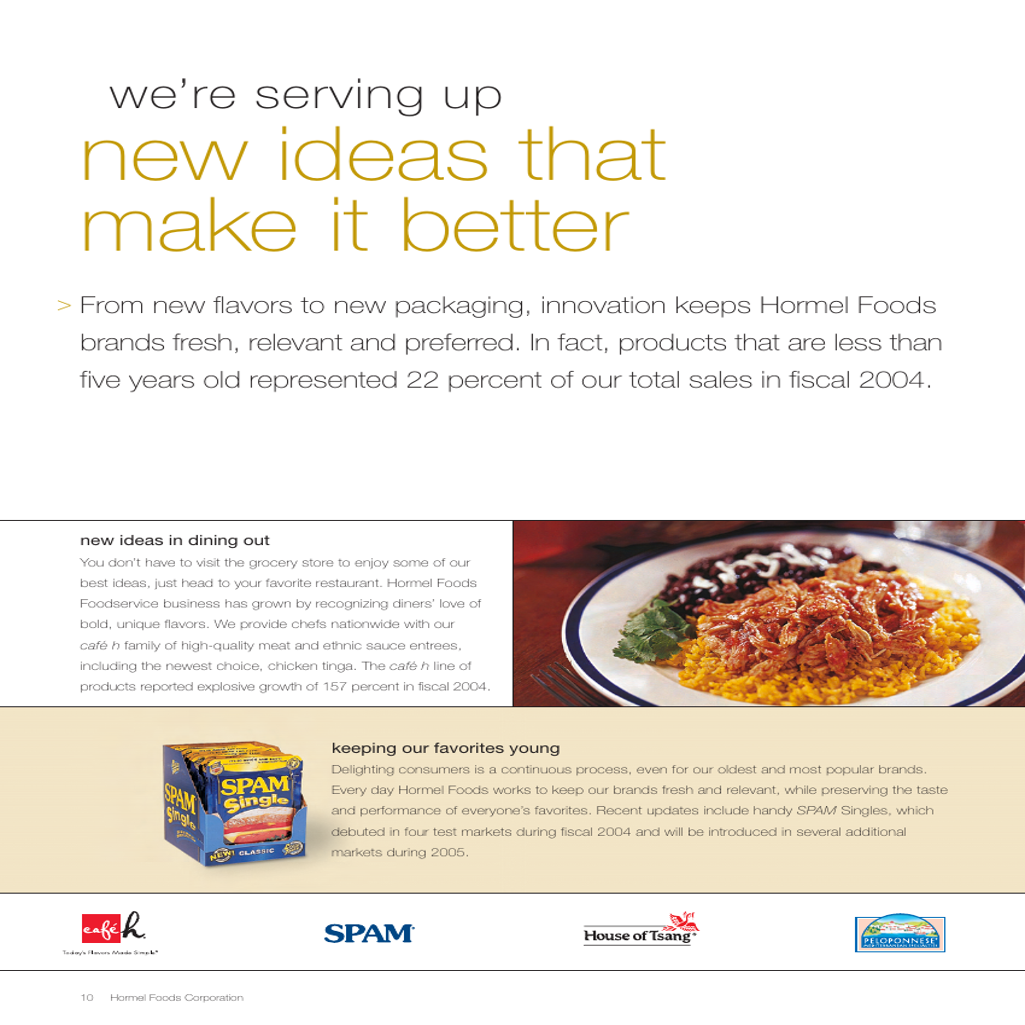 we're serving up
new ideas that
make it better
> From new flavors to new packaging, innovation keeps Hormel Foods
brands fresh, relevant and preferred. In fact, products that are less than
five years old represented 22 percent of our total sales in fiscal 2004.
new ideas in dining out
You don't have to visit the grocery store to enjoy some of our
best ideas, just head to your favorite restaurant. Hormel Foods
Foodservice business has grown by recognizing diners' love of
bold, unique flavors. We provide chefs nationwide with our
café h family of high-quality meat and ethnic sauce entrees,
including the newest choice, chicken tinga. The café h line of
products reported explosive growth of 157 percent in fiscal 2004.
SPAM
Single
SPAM
Single
NEW! CLASSIC
keeping our favorites young
Delighting consumers is a continuous process, even for our oldest and most popular brands.
Every day Hormel Foods works to keep our brands fresh and relevant, while preserving the taste
and performance of everyone's favorites. Recent updates include handy SPAM Singles, which
debuted in four test markets during fiscal 2004 and will be introduced in several additional
markets during 2005.
café h
Today's Flavors Made Simple
SPAM
House of Tsang
PELOPONNESE
MEDITERRANEAN SPECIALTIES
10 Hormel Foods Corporation